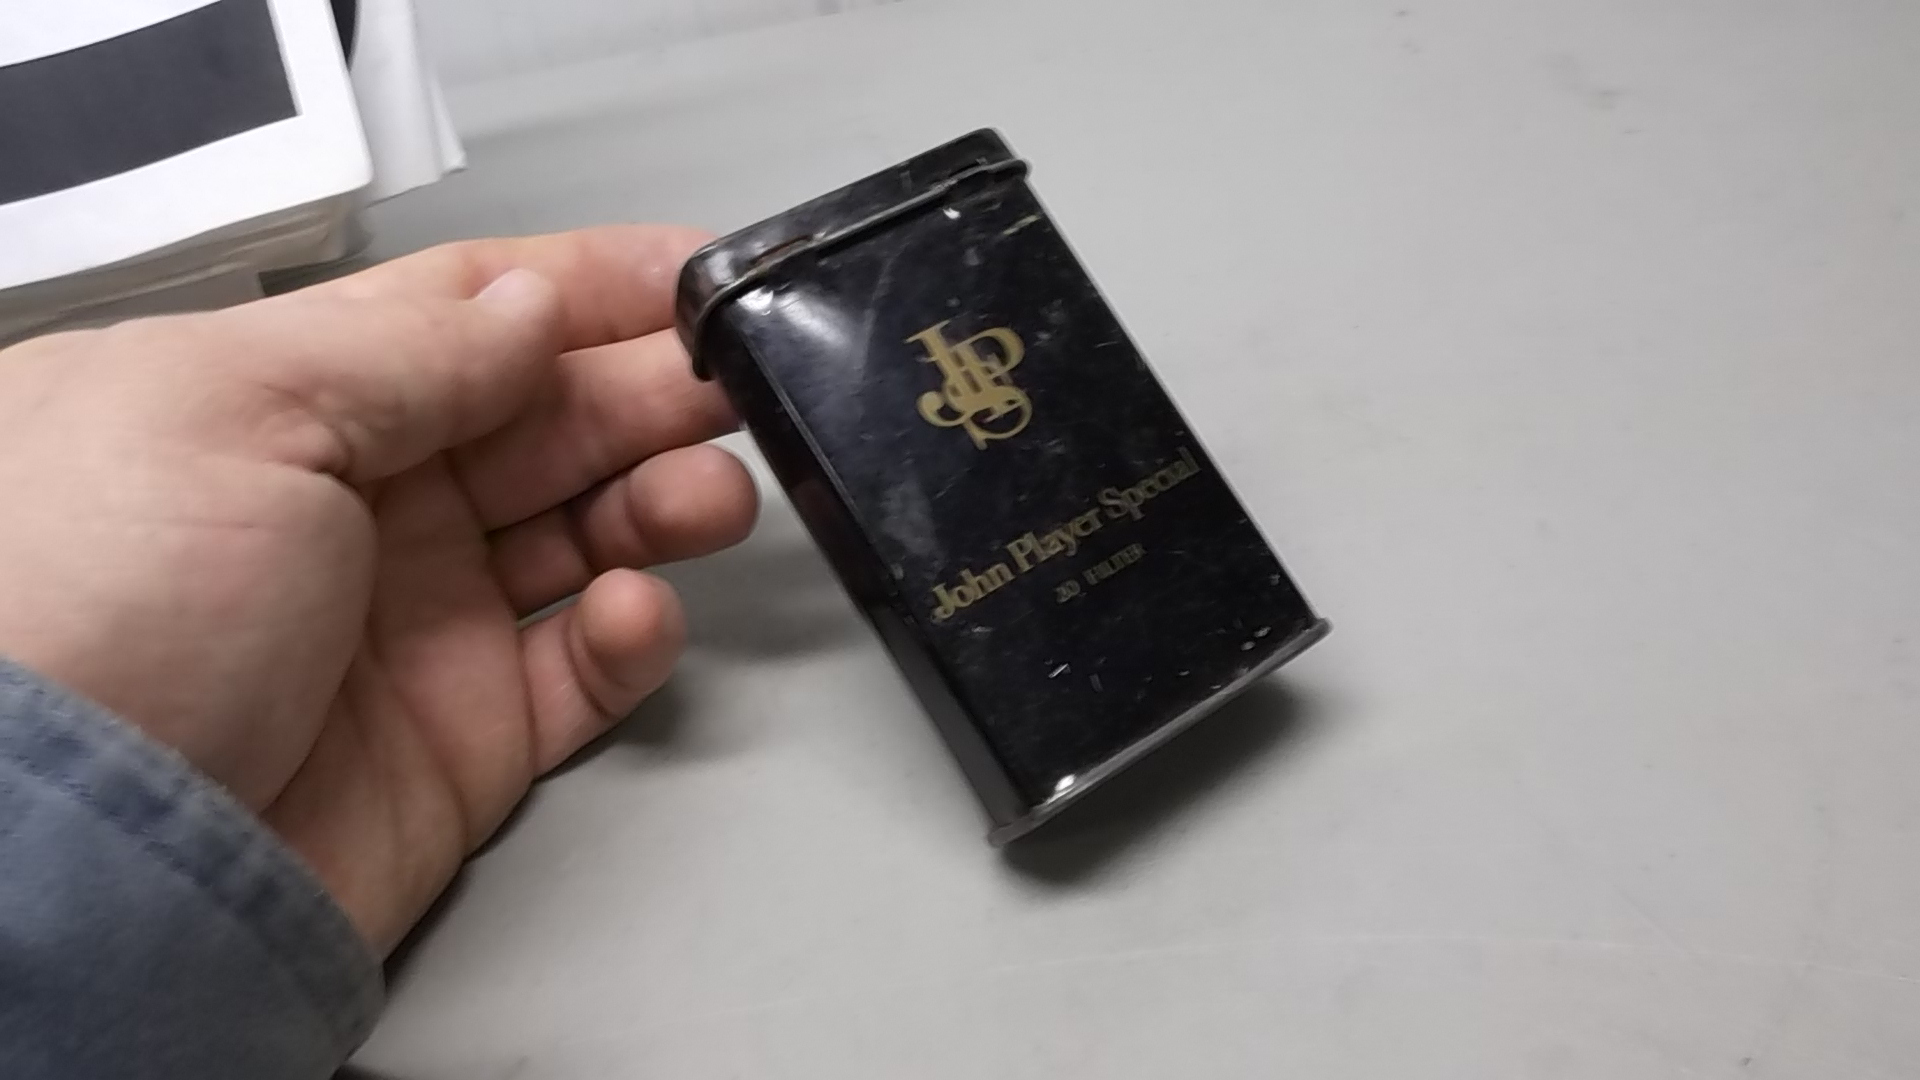 JPS
John Player Special
20 FILTER